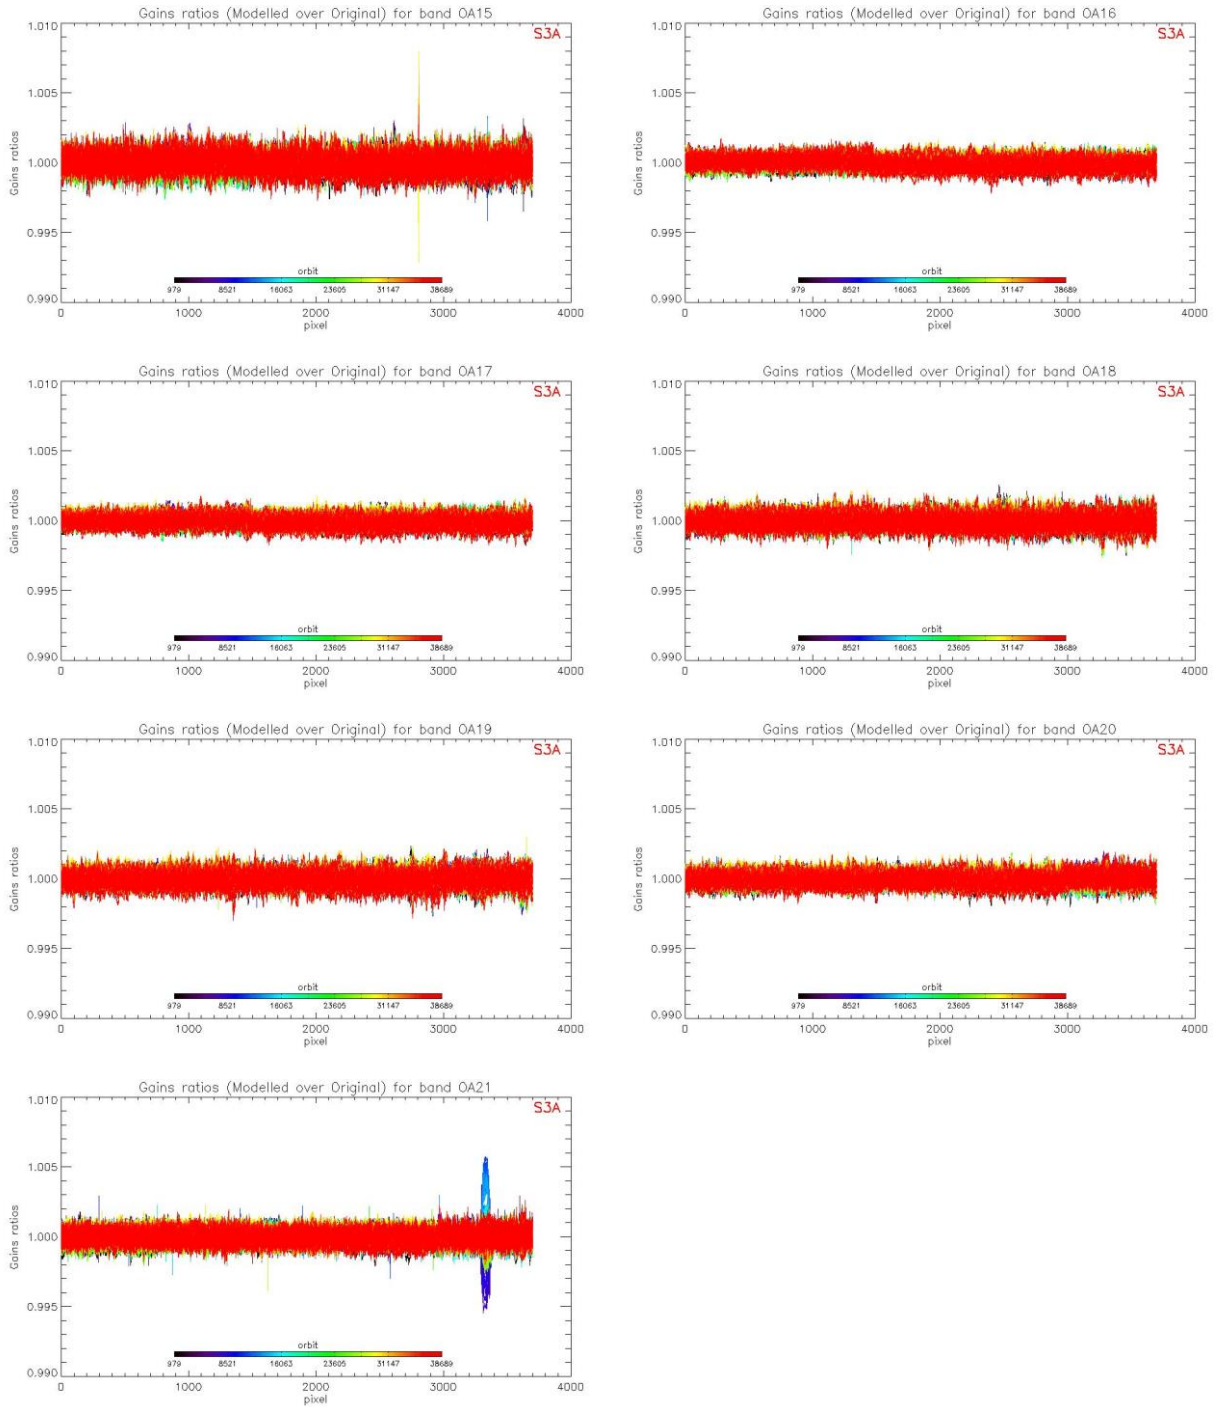 Gains ratios (Modelled over Original) for band OA15
S3A
1.010
1.005
1.000
0.995
0.990
Gains ratios
orbit
979 8521 16063 23605 31147 38689
0 1000 2000 3000 4000
pixel
Gains ratios (Modelled over Original) for band OA16
S3A
1.010
1.005
1.000
0.995
0.990
Gains ratios
orbit
979 8521 16063 23605 31147 38689
0 1000 2000 3000 4000
pixel
Gains ratios (Modelled over Original) for band OA17
S3A
1.010
1.005
1.000
0.995
0.990
Gains ratios
orbit
979 8521 16063 23605 31147 38689
0 1000 2000 3000 4000
pixel
Gains ratios (Modelled over Original) for band OA18
S3A
1.010
1.005
1.000
0.995
0.990
Gains ratios
orbit
979 8521 16063 23605 31147 38689
0 1000 2000 3000 4000
pixel
Gains ratios (Modelled over Original) for band OA19
S3A
1.010
1.005
1.000
0.995
0.990
Gains ratios
orbit
979 8521 16063 23605 31147 38689
0 1000 2000 3000 4000
pixel
Gains ratios (Modelled over Original) for band OA20
S3A
1.010
1.005
1.000
0.995
0.990
Gains ratios
orbit
979 8521 16063 23605 31147 38689
0 1000 2000 3000 4000
pixel
Gains ratios (Modelled over Original) for band OA21
S3A
1.010
1.005
1.000
0.995
0.990
Gains ratios
orbit
979 8521 16063 23605 31147 38689
0 1000 2000 3000 4000
pixel